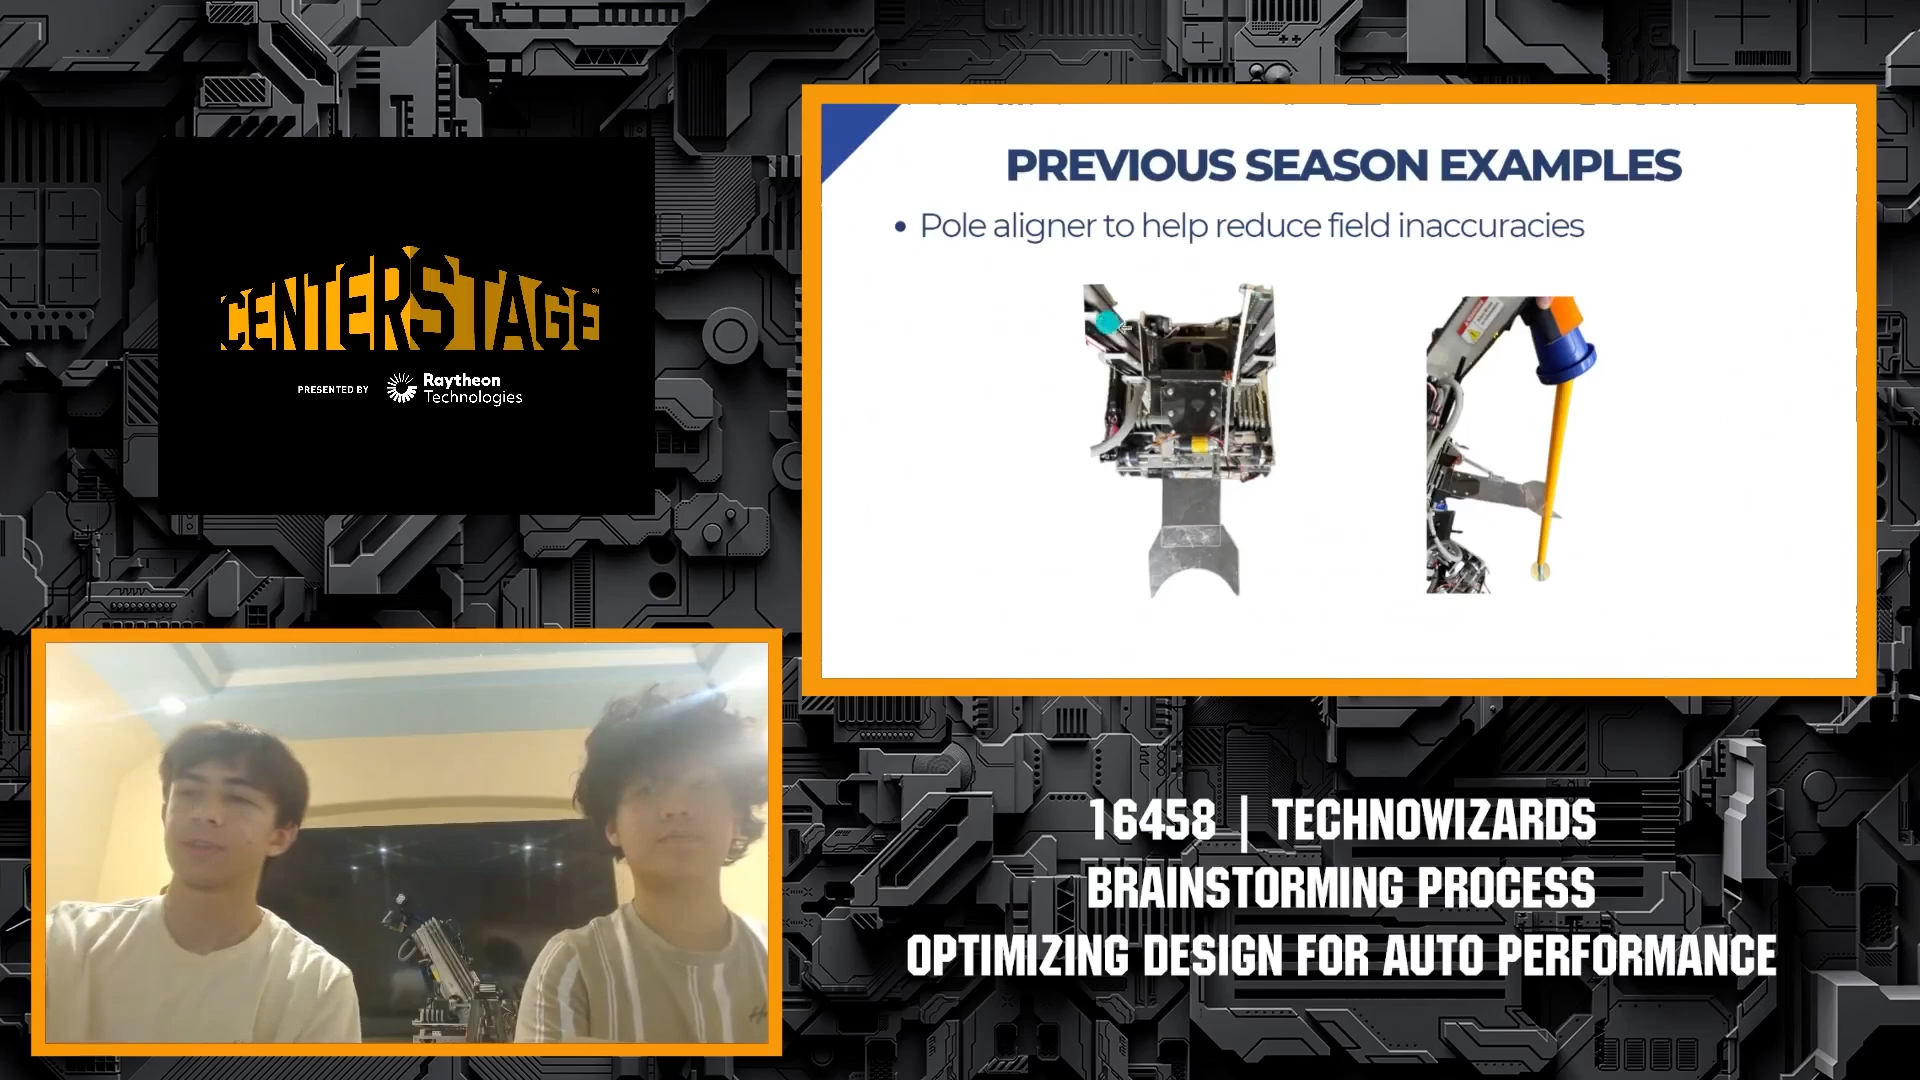 CENTERSTAGE
SM
PRESENTED BY
Raytheon
Technologies
PREVIOUS SEASON EXAMPLES
• Pole aligner to help reduce field inaccuracies
16458 | TECHNOWIZARDS
BRAINSTORMING PROCESS
OPTIMIZING DESIGN FOR AUTO PERFORMANCE